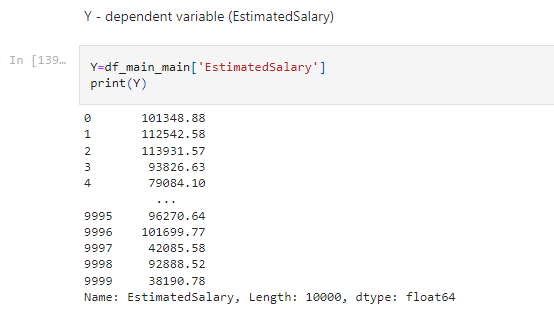 Y - dependent variable (EstimatedSalary)
In [139…
Y=df_main_main['EstimatedSalary']
print(Y)
0 101348.88
1 112542.58
2 113931.57
3 93826.63
4 79084.10
...
9995 96270.64
9996 101699.77
9997 42085.58
9998 92888.52
9999 38190.78
Name: EstimatedSalary, Length: 10000, dtype: float64